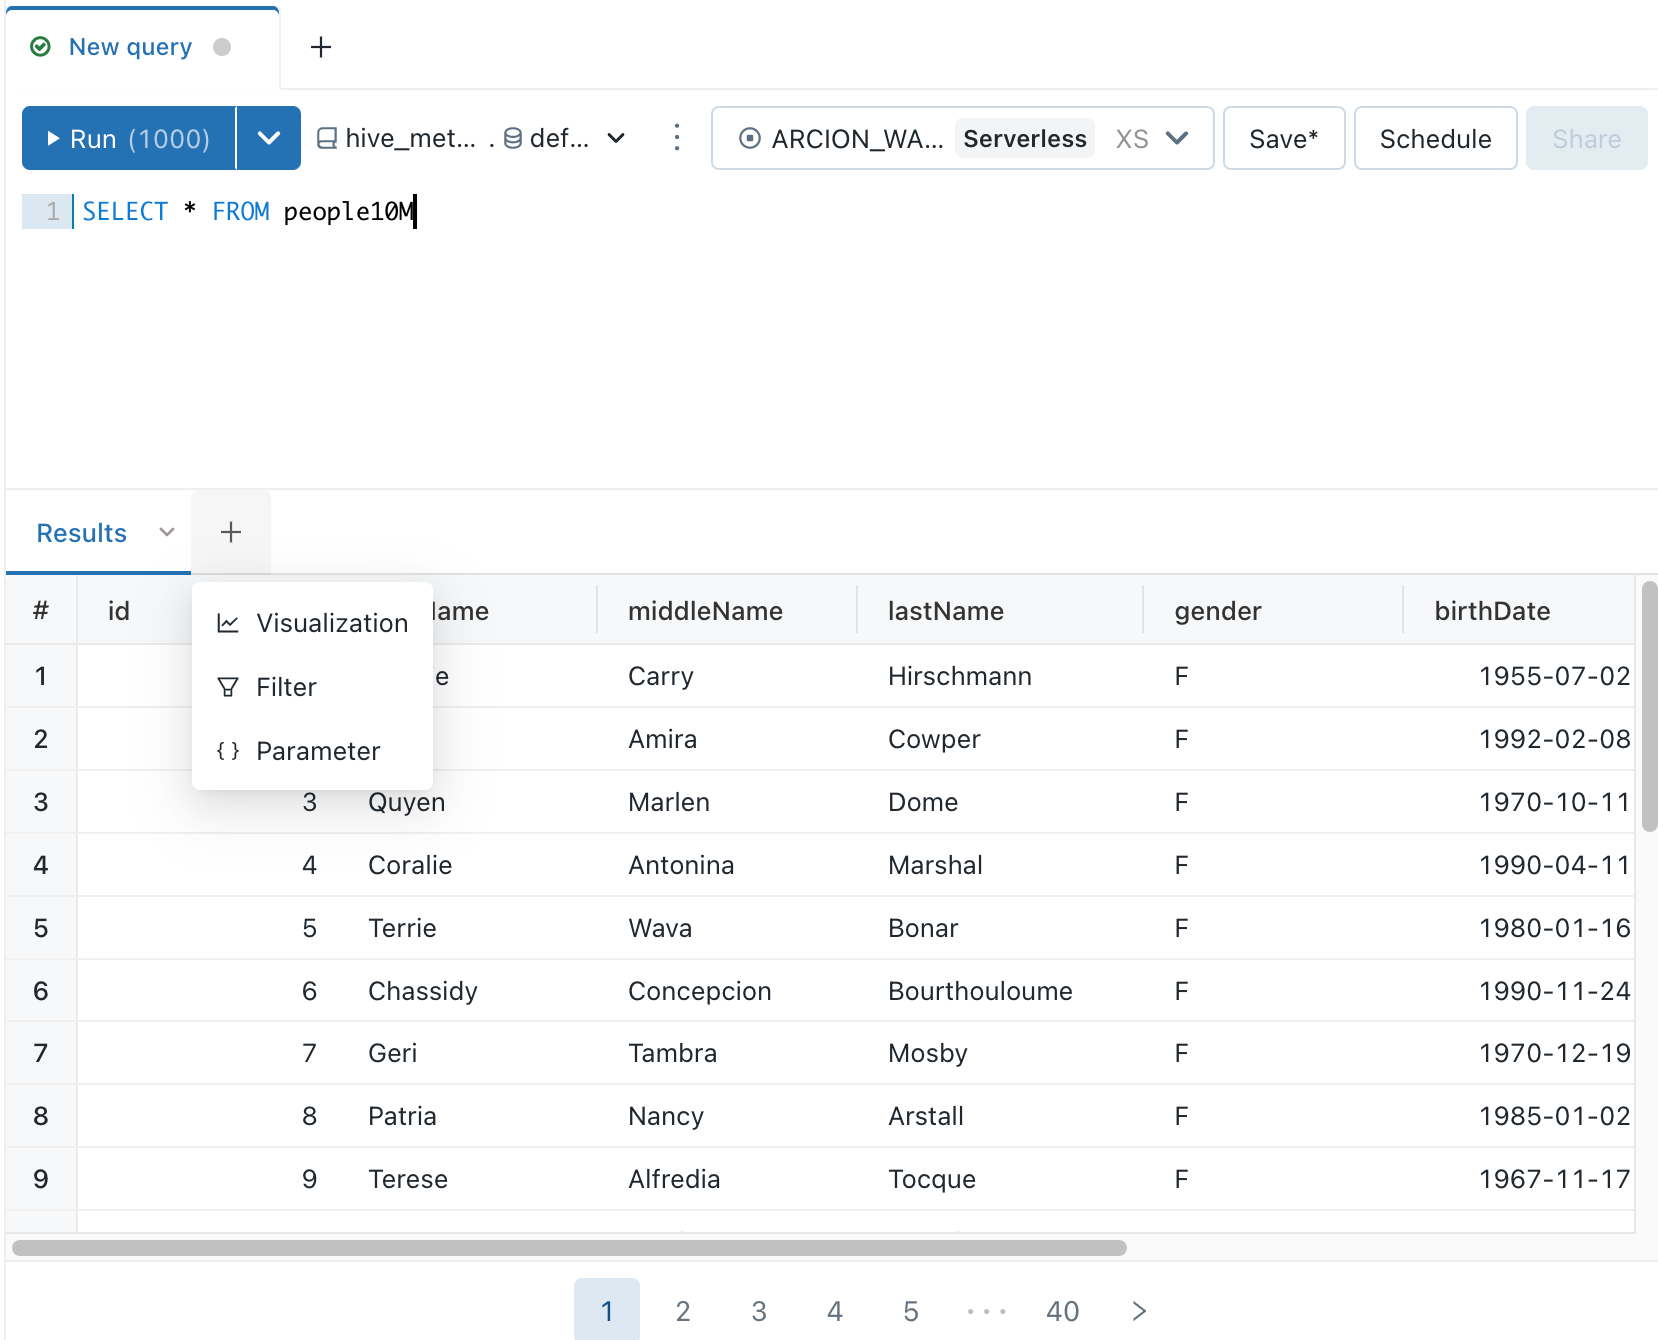 New query
Run (1000) hive_met... . def... ARCION_WA... Serverless XS Save* Schedule Share
1 SELECT * FROM people10M
Results
# id Name middleName lastName gender birthDate
Visualization
Filter
{ } Parameter
1 e Carry Hirschmann F 1955-07-02
2 Amira Cowper F 1992-02-08
3 3 Quyen Marlen Dome F 1970-10-11
4 4 Coralie Antonina Marshal F 1990-04-11
5 5 Terrie Wava Bonar F 1980-01-16
6 6 Chassidy Concepcion Bourthouloume F 1990-11-24
7 7 Geri Tambra Mosby F 1970-12-19
8 8 Patria Nancy Arstall F 1985-01-02
9 9 Terese Alfredia Tocque F 1967-11-17
1 2 3 4 5 ... 40 >